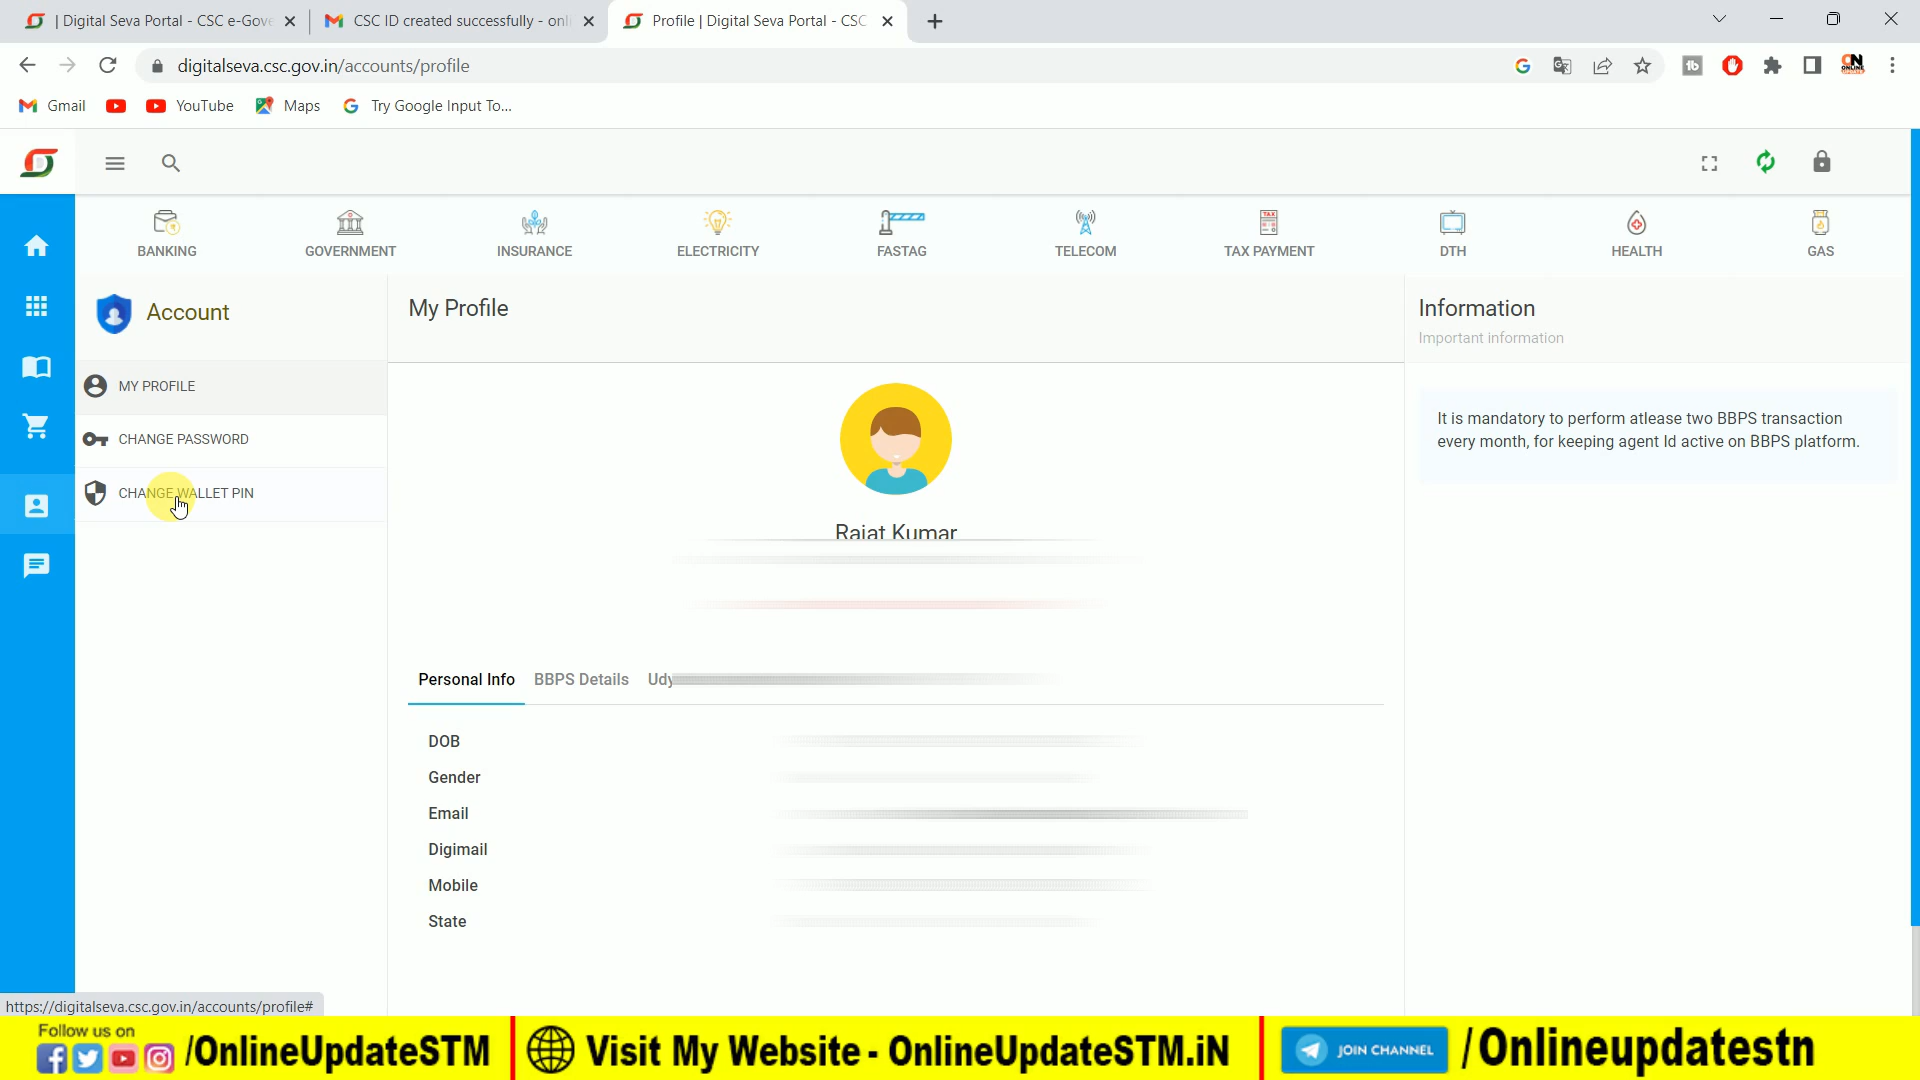 | Digital Seva Portal - CSC e-Gove
CSC ID created successfully - onli
Profile | Digital Seva Portal - CSC
digitalseva.csc.gov.in/accounts/profile
Gmail
YouTube
Maps
Try Google Input To...
BANKING
GOVERNMENT
INSURANCE
ELECTRICITY
FASTAG
TELECOM
TAX PAYMENT
DTH
HEALTH
GAS
Account
MY PROFILE
CHANGE PASSWORD
CHANGE WALLET PIN
My Profile
Rajat Kumar
Personal Info
BBPS Details
Udy
DOB
Gender
Email
Digimail
Mobile
State
Information
Important information
It is mandatory to perform atlease two BBPS transaction
every month, for keeping agent Id active on BBPS platform.
https://digitalseva.csc.gov.in/accounts/profile#
Follow us on
/OnlineUpdateSTM
Visit My Website - OnlineUpdateSTM.iN
JOIN CHANNEL
/Onlineupdatestn